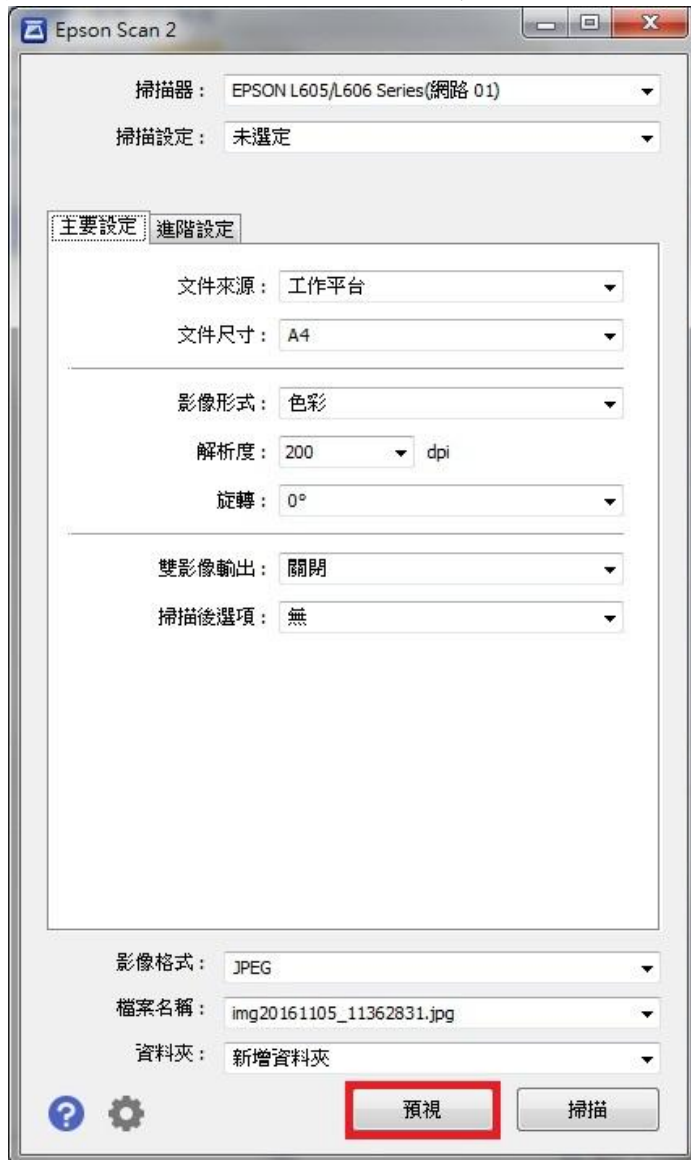 Epson Scan 2
掃描器： EPSON L605/L606 Series(網路 01)
掃描設定： 未選定
主要設定 進階設定
文件來源： 工作平台
文件尺寸： A4
影像形式： 色彩
解析度： 200 dpi
旋轉： 0°
雙影像輸出： 關閉
掃描後選項： 無
影像格式： JPEG
檔案名稱： img20161105_11362831.jpg
資料夾： 新增資料夾
? 預視 掃描